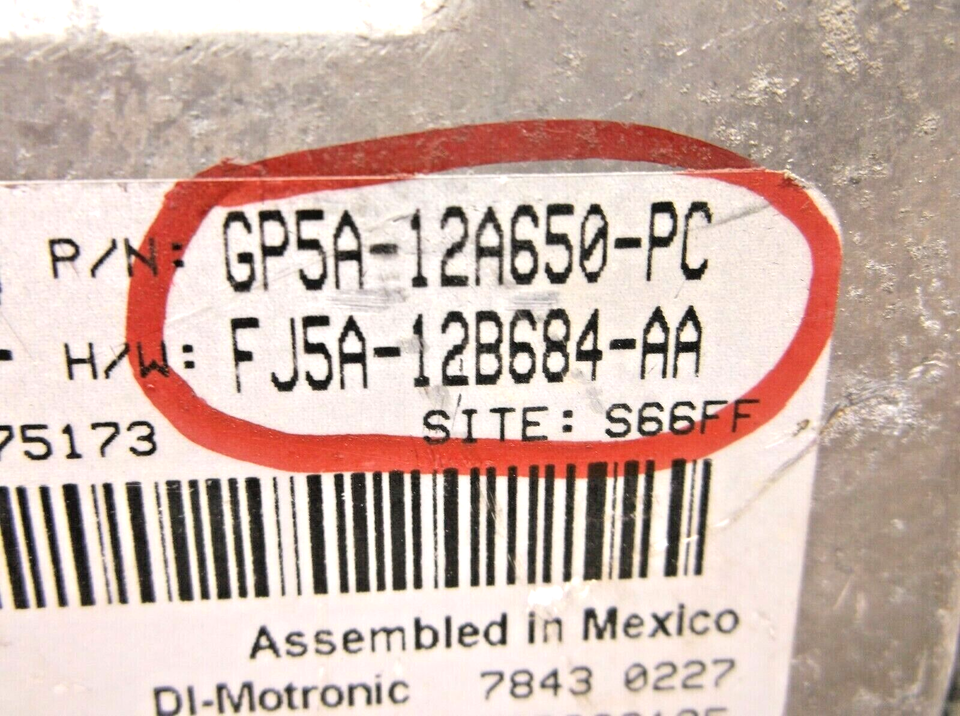 P/N: GP5A-12A650-PC
H/W: FJ5A-12B684-AA
75173 SITE: S66FF
Assembled in Mexico
DI-Motronic 7843 0227